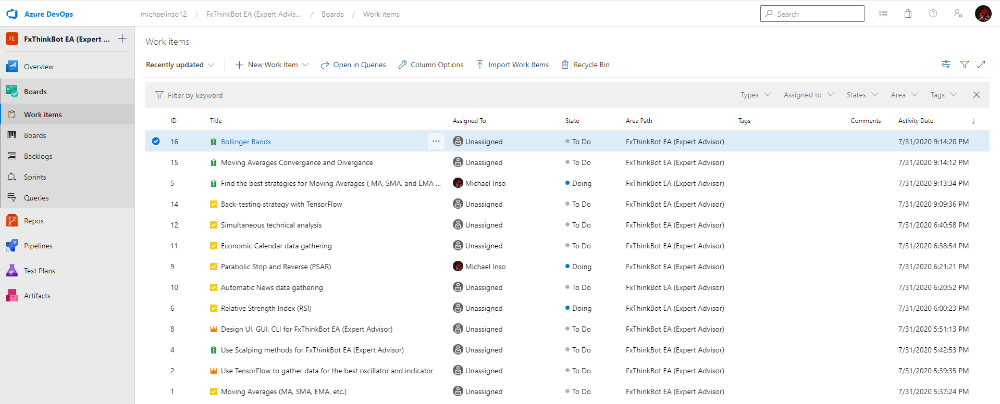 Azure DevOps michaelinso12 / FxThinkBot EA (Expert Advis... / Boards / Work items Search
FE FxThinkBot EA (Expert ...
Overview
Boards
Work items
Boards
Backlogs
Sprints
Queries
Repos
Pipelines
Test Plans
Artifacts
Work items
Recently updated New Work Item Open in Queries Column Options Import Work Items Recycle Bin
Filter by keyword Types Assigned to States Area Tags
ID Title Assigned To State Area Path Tags Comments Activity Date
16 Bollinger Bands ... Unassigned To Do FxThinkBot EA (Expert Advisor) 7/31/2020 9:14:20 PM
15 Moving Averages Convergance and Divergance Unassigned To Do FxThinkBot EA (Expert Advisor) 7/31/2020 9:14:12 PM
5 Find the best strategies for Moving Averages ( MA, SMA, and EMA ... Michael Inso Doing FxThinkBot EA (Expert Advisor) 7/31/2020 9:13:34 PM
14 Back-testing strategy with TensorFlow Unassigned To Do FxThinkBot EA (Expert Advisor) 7/31/2020 9:09:36 PM
12 Simultaneous technical analysis Unassigned To Do FxThinkBot EA (Expert Advisor) 7/31/2020 6:40:58 PM
11 Economic Calendar data gathering Unassigned To Do FxThinkBot EA (Expert Advisor) 7/31/2020 6:38:54 PM
9 Parabolic Stop and Reverse (PSAR) Michael Inso Doing FxThinkBot EA (Expert Advisor) 7/31/2020 6:21:21 PM
10 Automatic News data gathering Unassigned To Do FxThinkBot EA (Expert Advisor) 7/31/2020 6:20:52 PM
6 Relative Strength Index (RSI) Unassigned Doing FxThinkBot EA (Expert Advisor) 7/31/2020 6:00:23 PM
8 Design UI, GUI, CLI for FxThinkBot EA (Expert Advisor) Unassigned To Do FxThinkBot EA (Expert Advisor) 7/31/2020 5:51:13 PM
4 Use Scalping methods for FxThinkBot EA (Expert Advisor) Unassigned To Do FxThinkBot EA (Expert Advisor) 7/31/2020 5:42:53 PM
2 Use TensorFlow to gather data for the best oscillator and indicator Unassigned To Do FxThinkBot EA (Expert Advisor) 7/31/2020 5:39:35 PM
1 Moving Averages (MA, SMA, EMA, etc.) Unassigned To Do FxThinkBot EA (Expert Advisor) 7/31/2020 5:37:24 PM